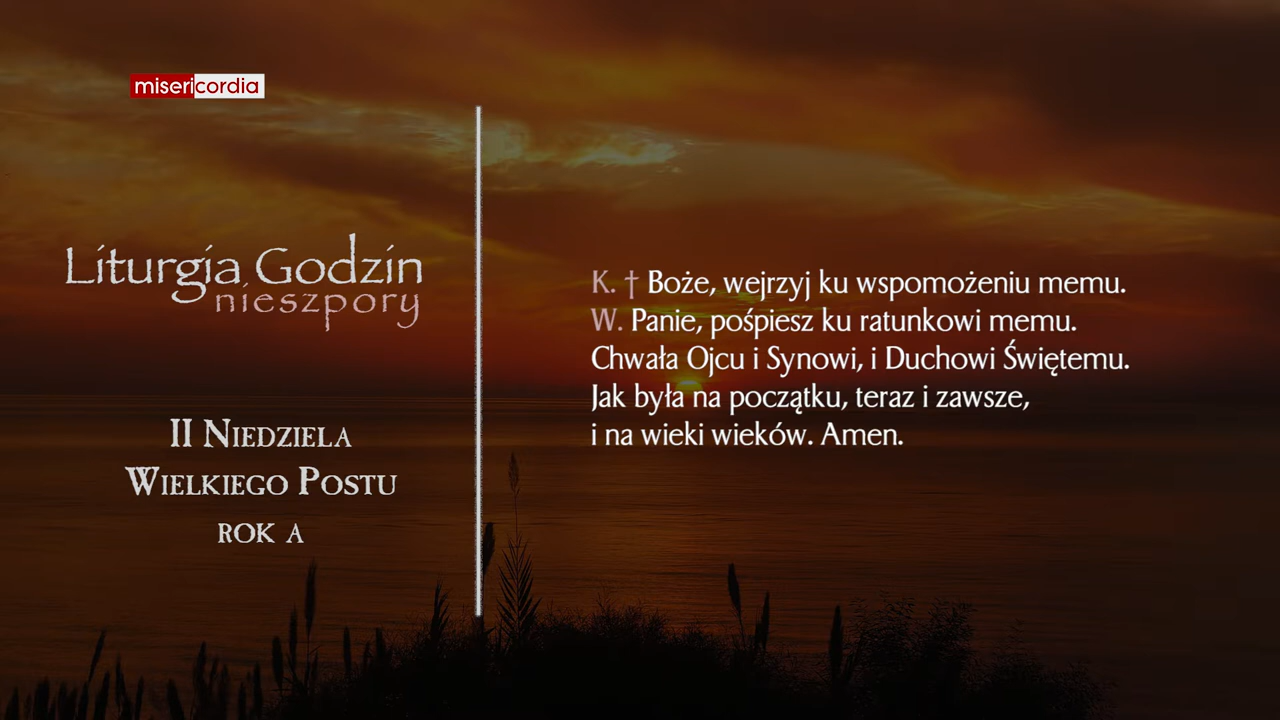 misericordia
Liturgia Godzin
nieszpory
II Niedziela
Wielkiego Postu
rok a
K. † Boże, wejrzyj ku wspomożeniu memu.
W. Panie, pośpiesz ku ratunkowi memu.
Chwała Ojcu i Synowi, i Duchowi Świętemu.
Jak była na początku, teraz i zawsze,
i na wieki wieków. Amen.